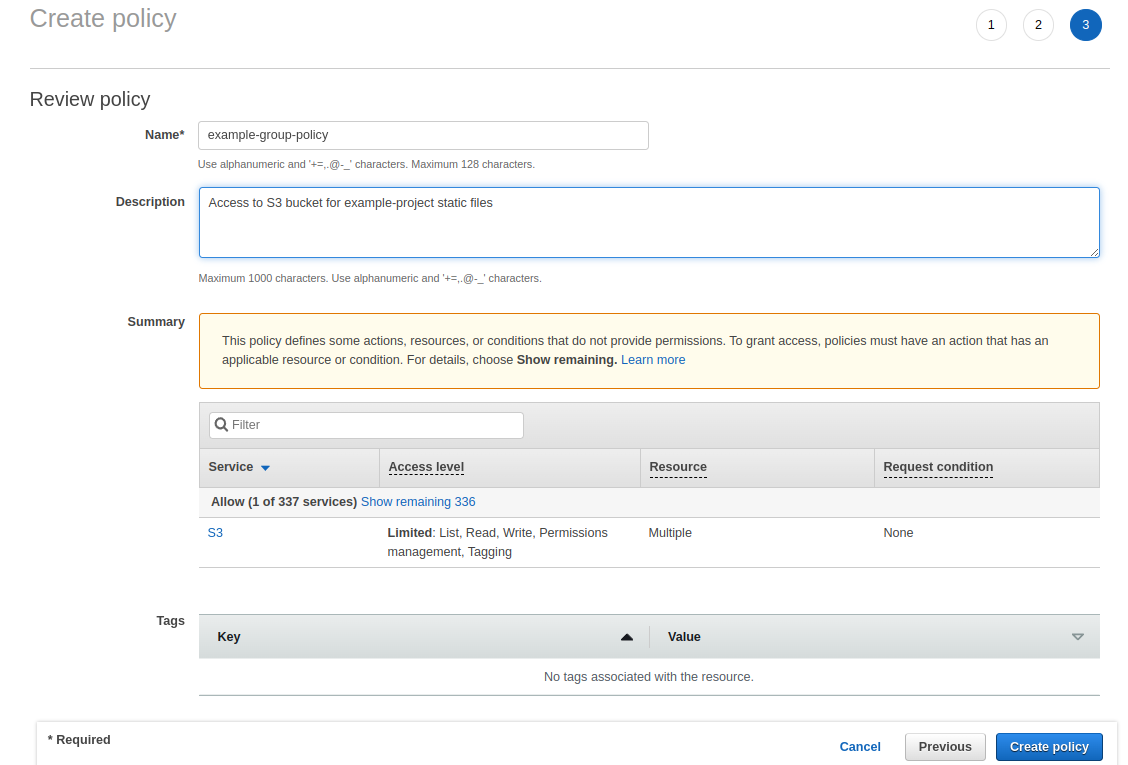 Create policy
1 2 3
Review policy
Name*
example-group-policy
Use alphanumeric and '+=,.@-_' characters. Maximum 128 characters.
Description
Access to S3 bucket for example-project static files
Maximum 1000 characters. Use alphanumeric and '+=,.@-_' characters.
Summary
This policy defines some actions, resources, or conditions that do not provide permissions. To grant access, policies must have an action that has an
applicable resource or condition. For details, choose Show remaining. Learn more
Filter
Service Access level Resource Request condition
Allow (1 of 337 services) Show remaining 336
S3 Limited: List, Read, Write, Permissions Multiple None
management, Tagging
Tags
Key Value
No tags associated with the resource.
* Required
Cancel Previous Create policy